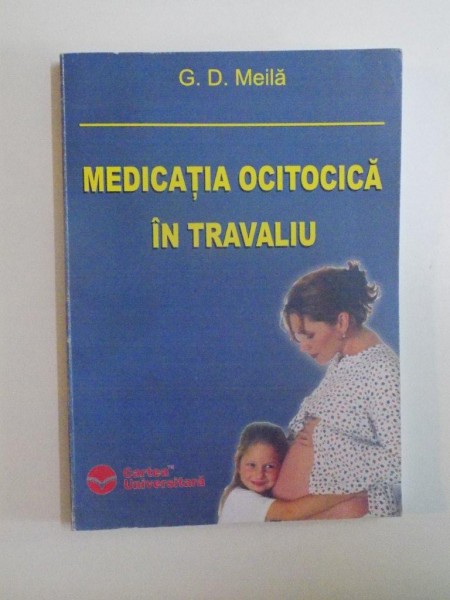 G. D. Meilă
MEDICAȚIA OCITOCICĂ
ÎN TRAVALIU
Cartea
Universitară